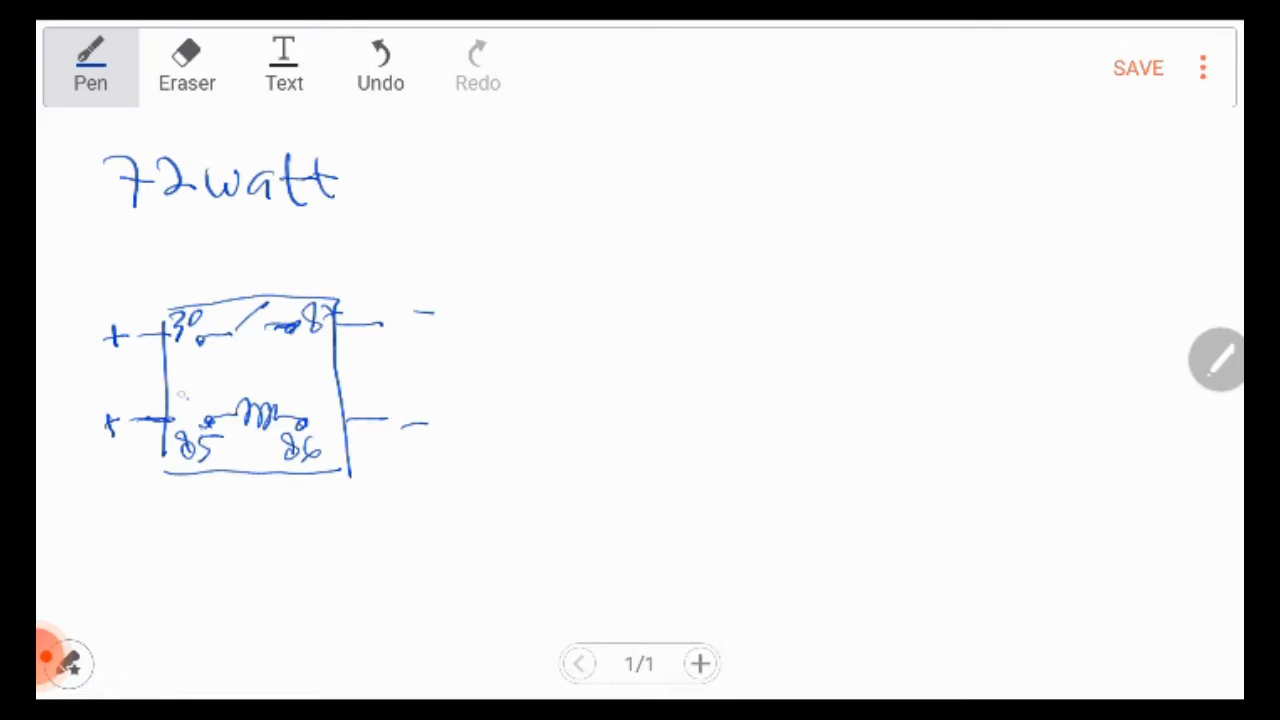 Pen Eraser Text Undo Redo SAVE
72watt
+ 30 87 -
+ -
85 86
1/1